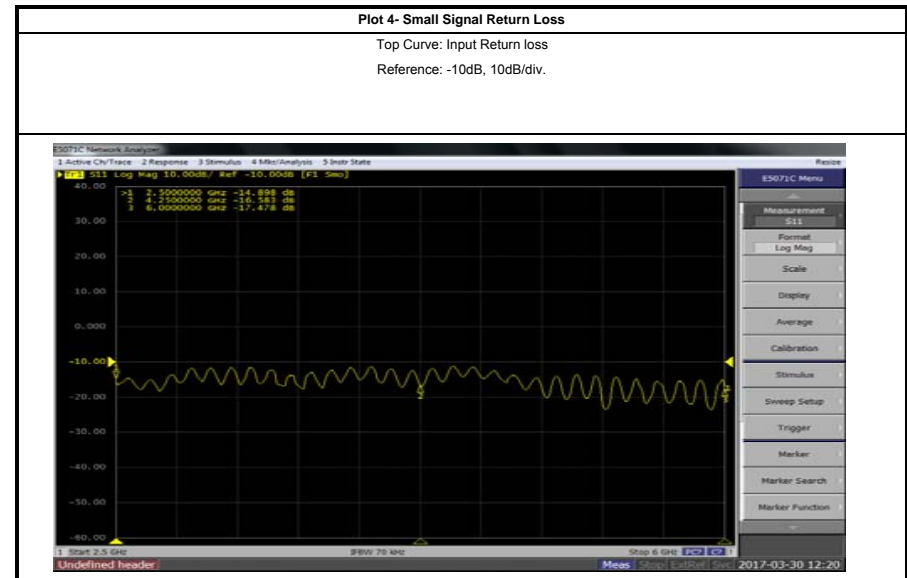 Plot 4- Small Signal Return Loss
Top Curve: Input Return loss
Reference: -10dB, 10dB/div.
E5071C Network Analyzer
1 Active Ch/Trace 2 Response 3 Stimulus 4 Mkr/Analysis 5 Instr State
Resize
Tr1 S11 Log Mag 10.00dB/ Ref -10.00dB [F1 Smo]
>1 2.5000000 GHz -14.898 dB
2 4.2500000 GHz -16.583 dB
3 6.0000000 GHz -17.478 dB
40.00
30.00
20.00
10.00
0.000
-10.00
-20.00
-30.00
-40.00
-50.00
-60.00
E5071C Menu
Measurement
S11
Format
Log Mag
Scale
Display
Average
Calibration
Stimulus
Sweep Setup
Trigger
Marker
Marker Search
Marker Function
1 Start 2.5 GHz IFBW 70 kHz Stop 6 GHz
Undefined header
Meas Stop ExtRef Svc 2017-03-30 12:20